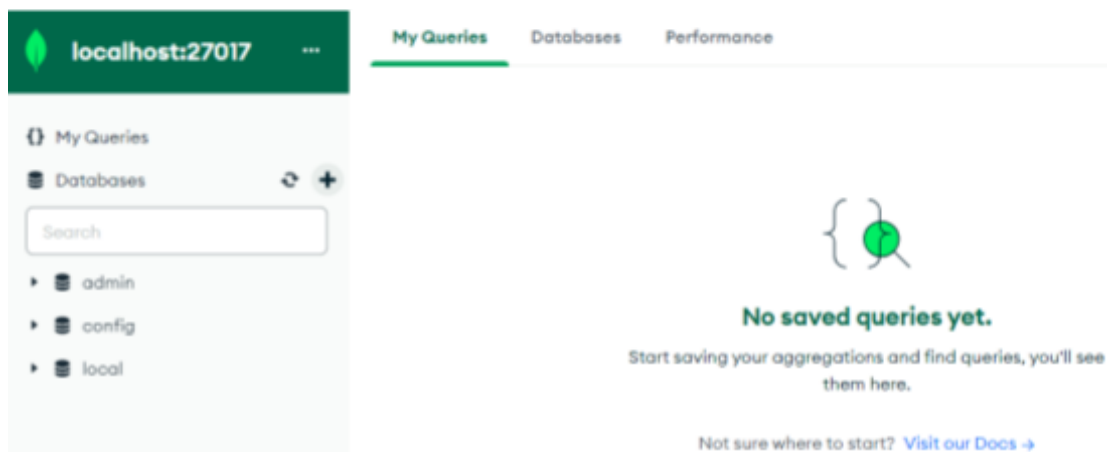 localhost:27017 ...
My Queries Databases Performance
{} My Queries
Databases
Search
admin
config
local
No saved queries yet.
Start saving your aggregations and find queries, you'll see
them here.
Not sure where to start? Visit our Docs →